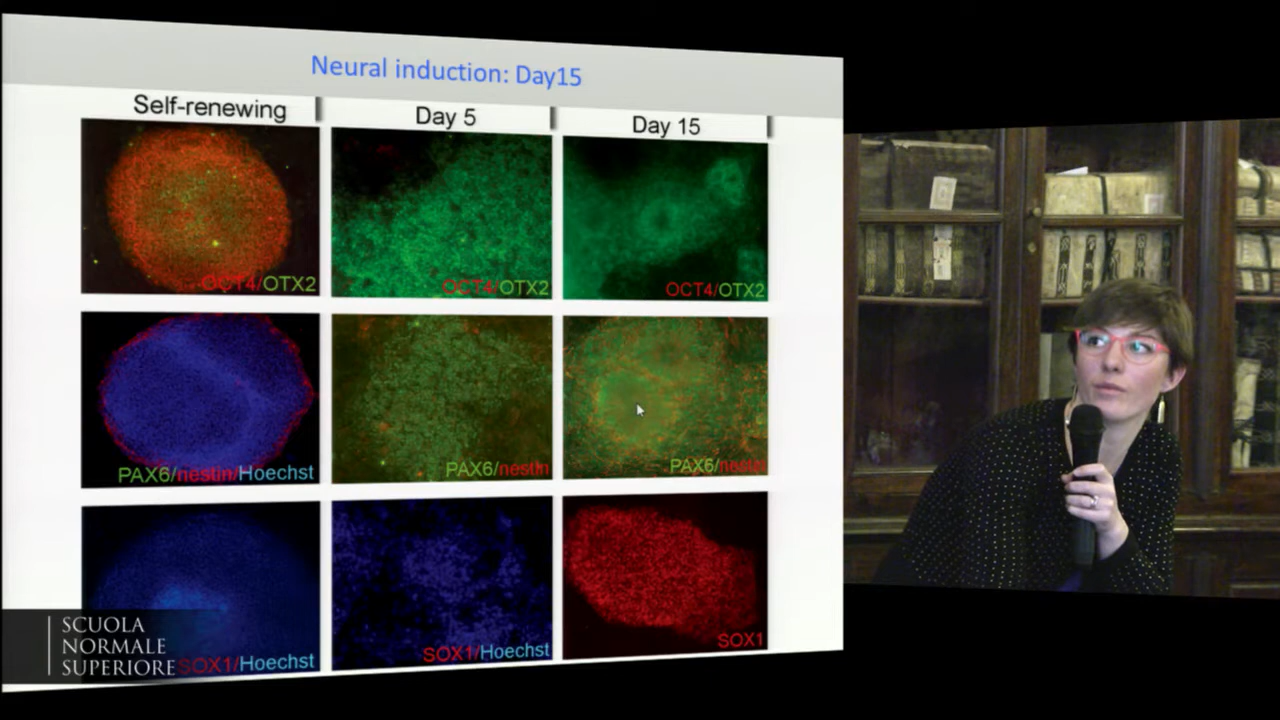 Neural induction: Day15
Self-renewing
Day 5
Day 15
OCT4/OTX2
OCT4/OTX2
OCT4/OTX2
PAX6/nestin/Hoechst
PAX6/nestin
PAX6/nestin
SOX1/Hoechst
SOX1/Hoechst
SOX1
SCUOLA
NORMALE
SUPERIORE